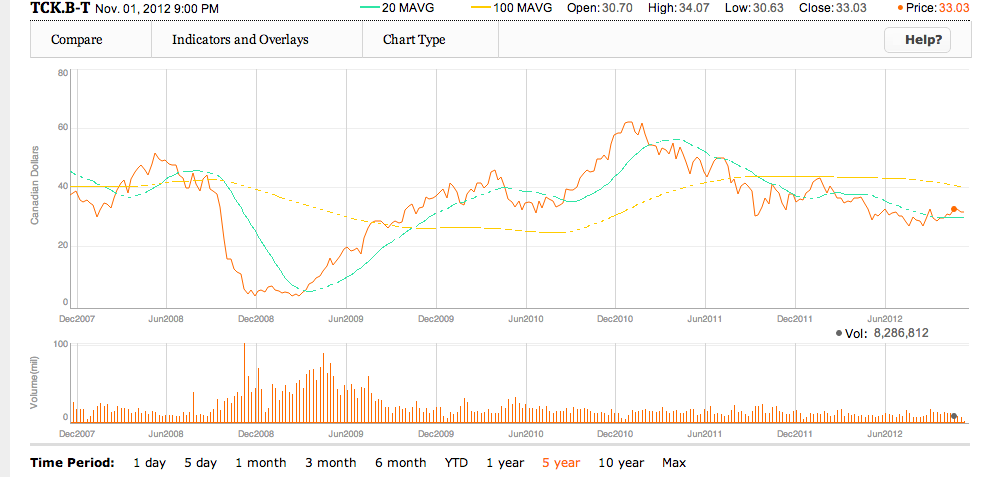 TCK.B-T Nov. 01, 2012 9:00 PM 20 MAVG 100 MAVG Open: 30.70 High: 34.07 Low: 30.63 Close: 33.03 Price: 33.03
Compare Indicators and Overlays Chart Type Help?
80
60
40
20
0
Canadian Dollars
Dec2007 Jun2008 Dec2008 Jun2009 Dec2009 Jun2010 Dec2010 Jun2011 Dec2011 Jun2012
Vol: 8,286,812
100
0
Volume(mil)
Dec2007 Jun2008 Dec2008 Jun2009 Dec2009 Jun2010 Dec2010 Jun2011 Dec2011 Jun2012
Time Period: 1 day 5 day 1 month 3 month 6 month YTD 1 year 5 year 10 year Max